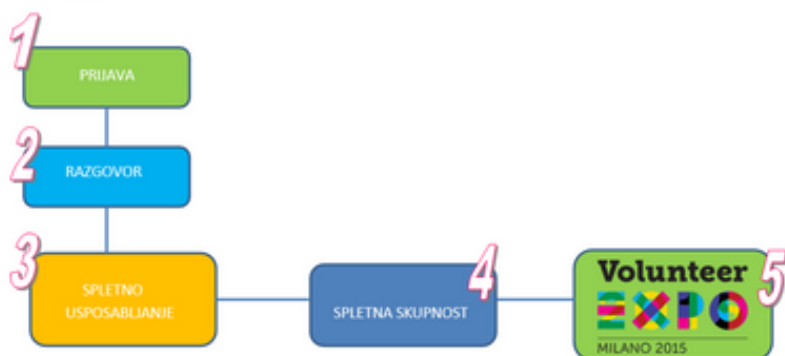 1
PRIJAVA
2
RAZGOVOR
3
SPLETNO
USPOSABLJANJE
4
SPLETNA SKUPNOST
5
Volunteer
EXPO
MILANO 2015